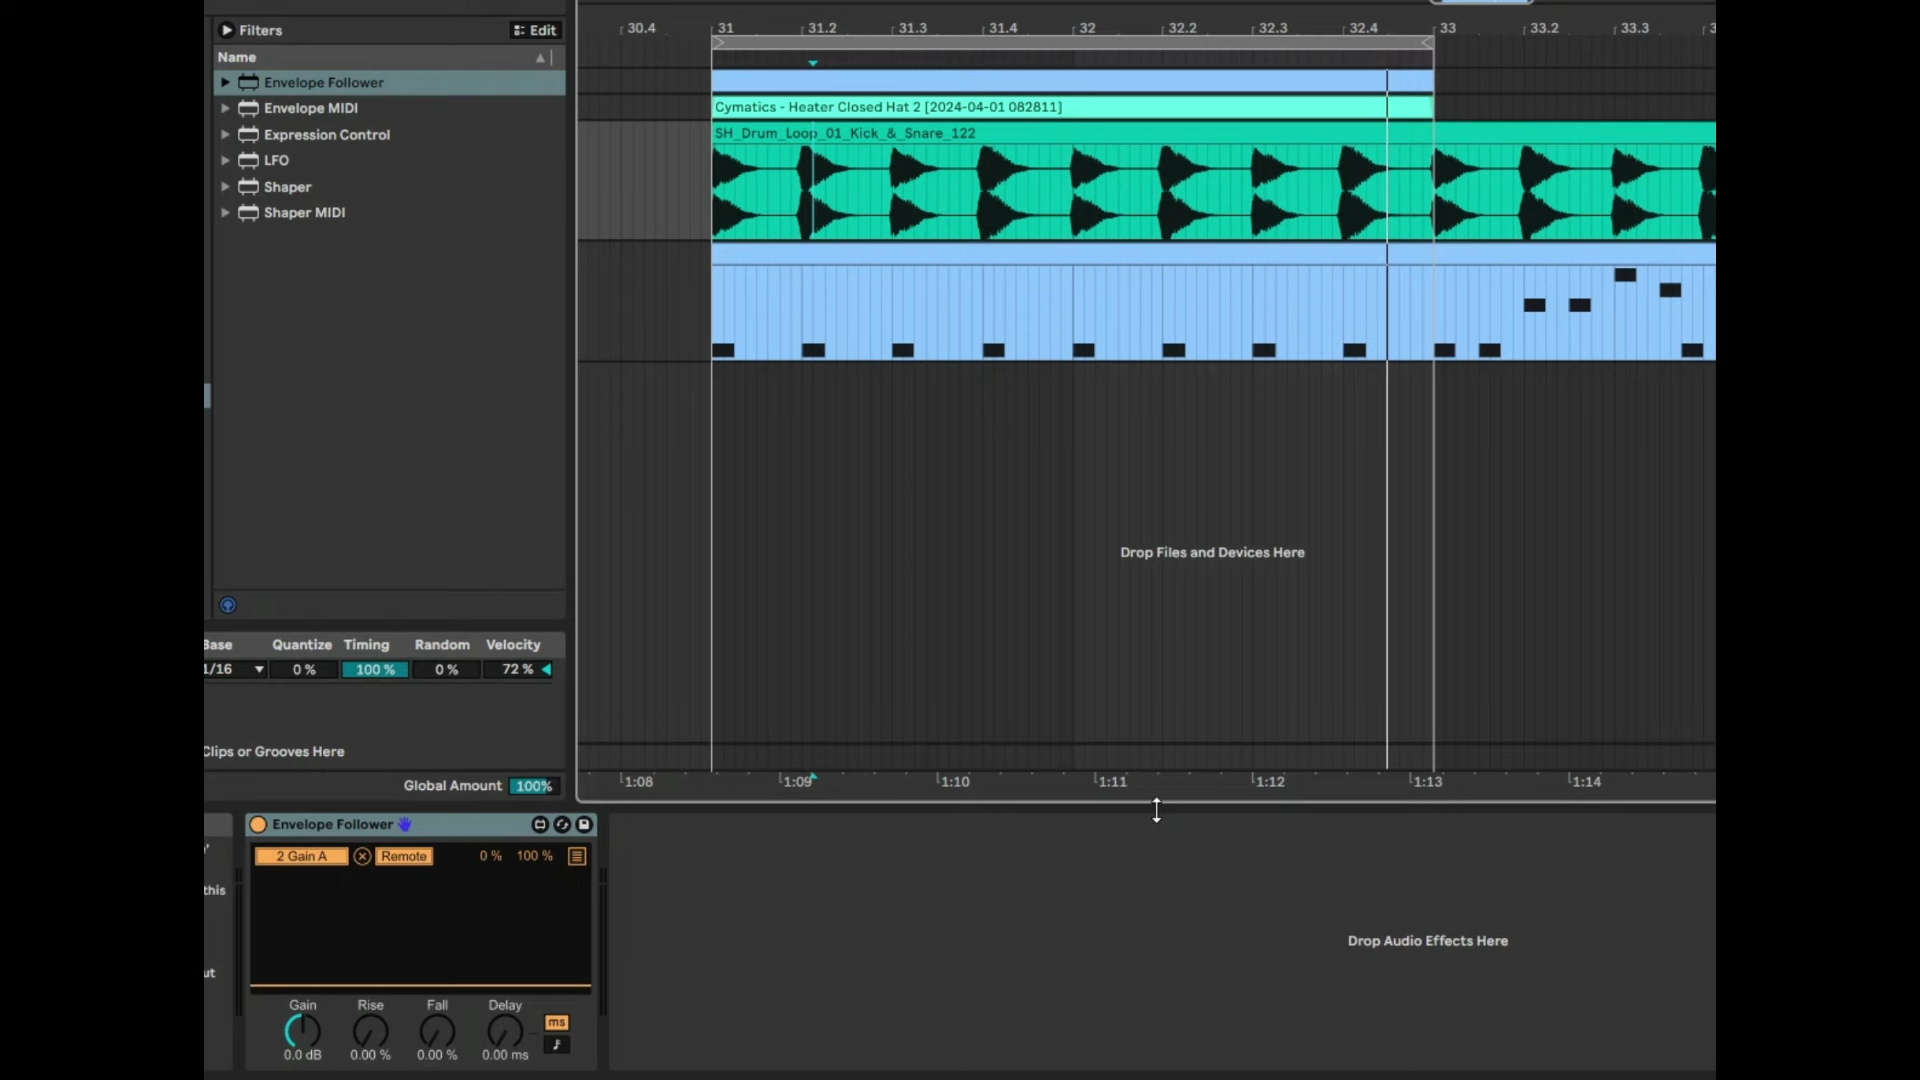 Filters
Edit
Name
Envelope Follower
Envelope MIDI
Expression Control
LFO
Shaper
Shaper MIDI
30.4 31 31.2 31.3 31.4 32 32.2 32.3 32.4 33 33.2 33.3
Cymatics - Heater Closed Hat 2 [2024-04-01 082811]
SH_Drum_Loop_01_Kick_&_Snare_122
Drop Files and Devices Here
Base Quantize Timing Random Velocity
1/16 0 % 100 % 0 % 72 %
Clips or Grooves Here
Global Amount 100%
1:08 1:09 1:10 1:11 1:12 1:13 1:14
Envelope Follower
2 Gain A Remote 0 % 100 %
this
ut
Drop Audio Effects Here
Gain Rise Fall Delay
ms
0.0 dB 0.00 % 0.00 % 0.00 ms